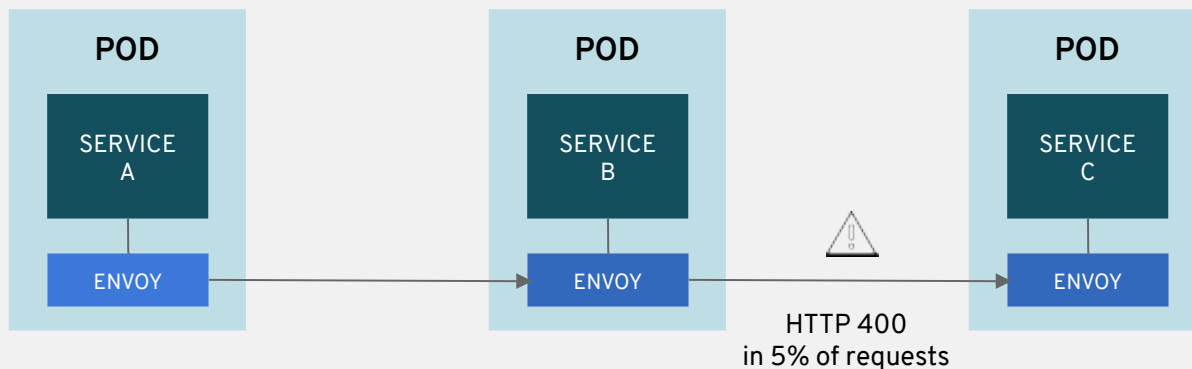 POD
SERVICE
A
ENVOY
POD
SERVICE
B
ENVOY
HTTP 400
in 5% of requests
POD
SERVICE
C
ENVOY